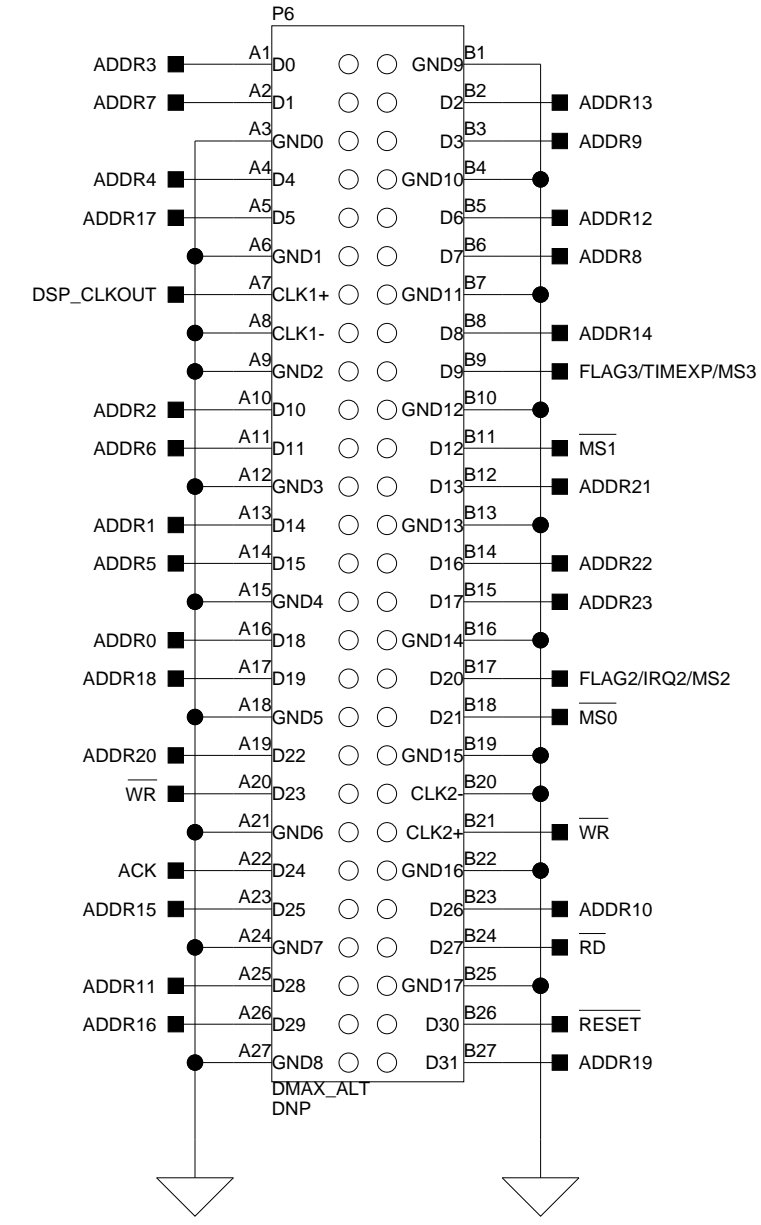 P6
ADDR3 A1 D0 GND9 B1
ADDR7 A2 D1 D2 B2 ADDR13
A3 GND0 D3 B3 ADDR9
ADDR4 A4 D4 GND10 B4
ADDR17 A5 D5 D6 B5 ADDR12
A6 GND1 D7 B6 ADDR8
DSP_CLKOUT A7 CLK1+ GND11 B7
A8 CLK1- D8 B8 ADDR14
A9 GND2 D9 B9 FLAG3/TIMEXP/MS3
ADDR2 A10 D10 GND12 B10
ADDR6 A11 D11 D12 B11 MS1
A12 GND3 D13 B12 ADDR21
ADDR1 A13 D14 GND13 B13
ADDR5 A14 D15 D16 B14 ADDR22
A15 GND4 D17 B15 ADDR23
ADDR0 A16 D18 GND14 B16
ADDR18 A17 D19 D20 B17 FLAG2/IRQ2/MS2
A18 GND5 D21 B18 MS0
ADDR20 A19 D22 GND15 B19
WR A20 D23 CLK2- B20
A21 GND6 CLK2+ B21 WR
ACK A22 D24 GND16 B22
ADDR15 A23 D25 D26 B23 ADDR10
A24 GND7 D27 B24 RD
ADDR11 A25 D28 GND17 B25
ADDR16 A26 D29 D30 B26 RESET
A27 GND8 D31 B27 ADDR19
DMAX_ALT
DNP